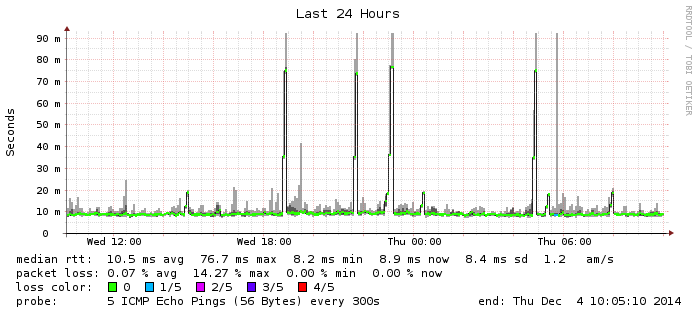 Last 24 Hours
RRDTOOL / TOBI OETIKER
Seconds
90 m
80 m
70 m
60 m
50 m
40 m
30 m
20 m
10 m
0
Wed 12:00 Wed 18:00 Thu 00:00 Thu 06:00
median rtt: 10.5 ms avg 76.7 ms max 8.2 ms min 8.9 ms now 8.4 ms sd 1.2 am/s
packet loss: 0.07 % avg 14.27 % max 0.00 % min 0.00 % now
loss color: 0 1/5 2/5 3/5 4/5
probe: 5 ICMP Echo Pings (56 Bytes) every 300s end: Thu Dec 4 10:05:10 2014